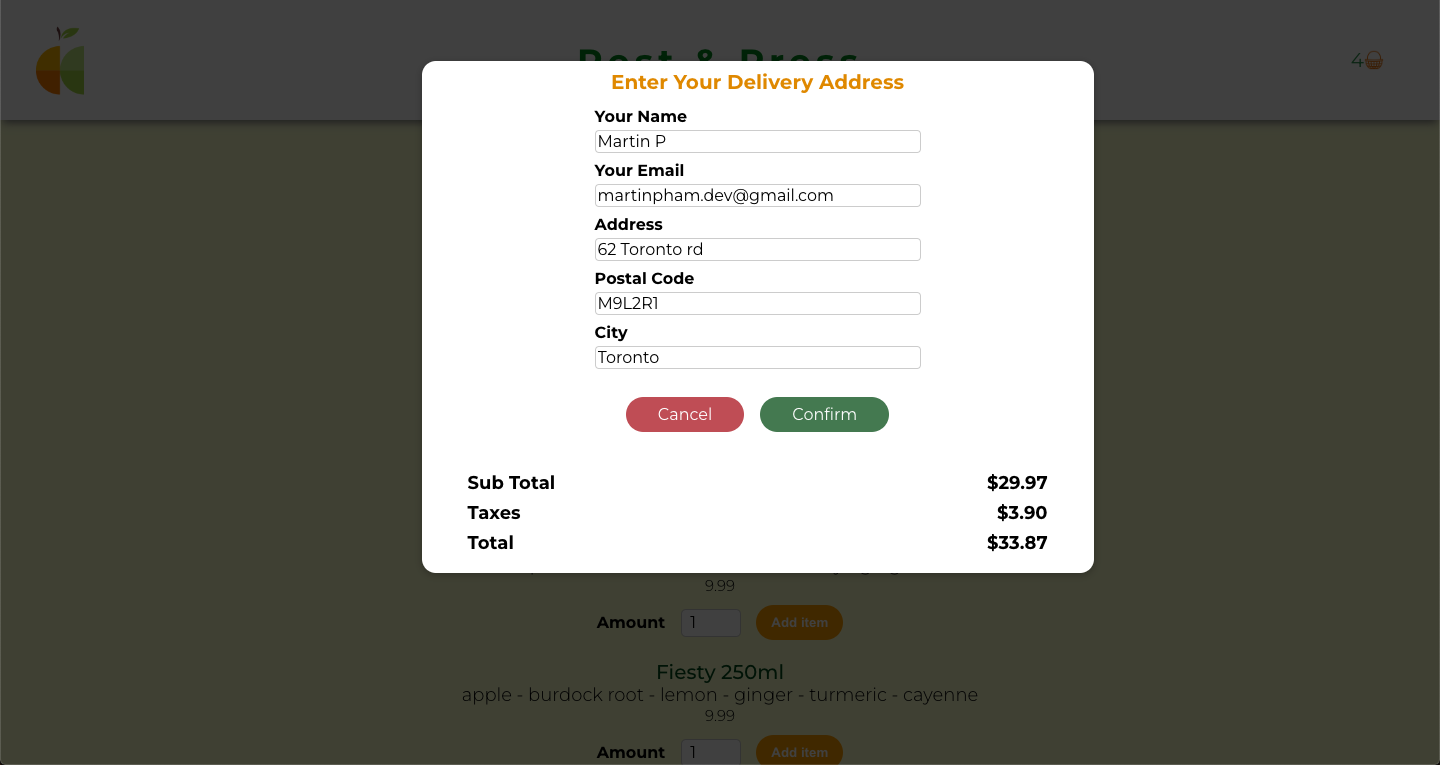 4
Enter Your Delivery Address
Your Name
Martin P
Your Email
martinpham.dev@gmail.com
Address
62 Toronto rd
Postal Code
M9L2R1
City
Toronto
Cancel Confirm
Sub Total $29.97
Taxes $3.90
Total $33.87
9.99
Amount 1 Add item
Fiesty 250ml
apple - burdock root - lemon - ginger - turmeric - cayenne
9.99
Amount 1 Add item